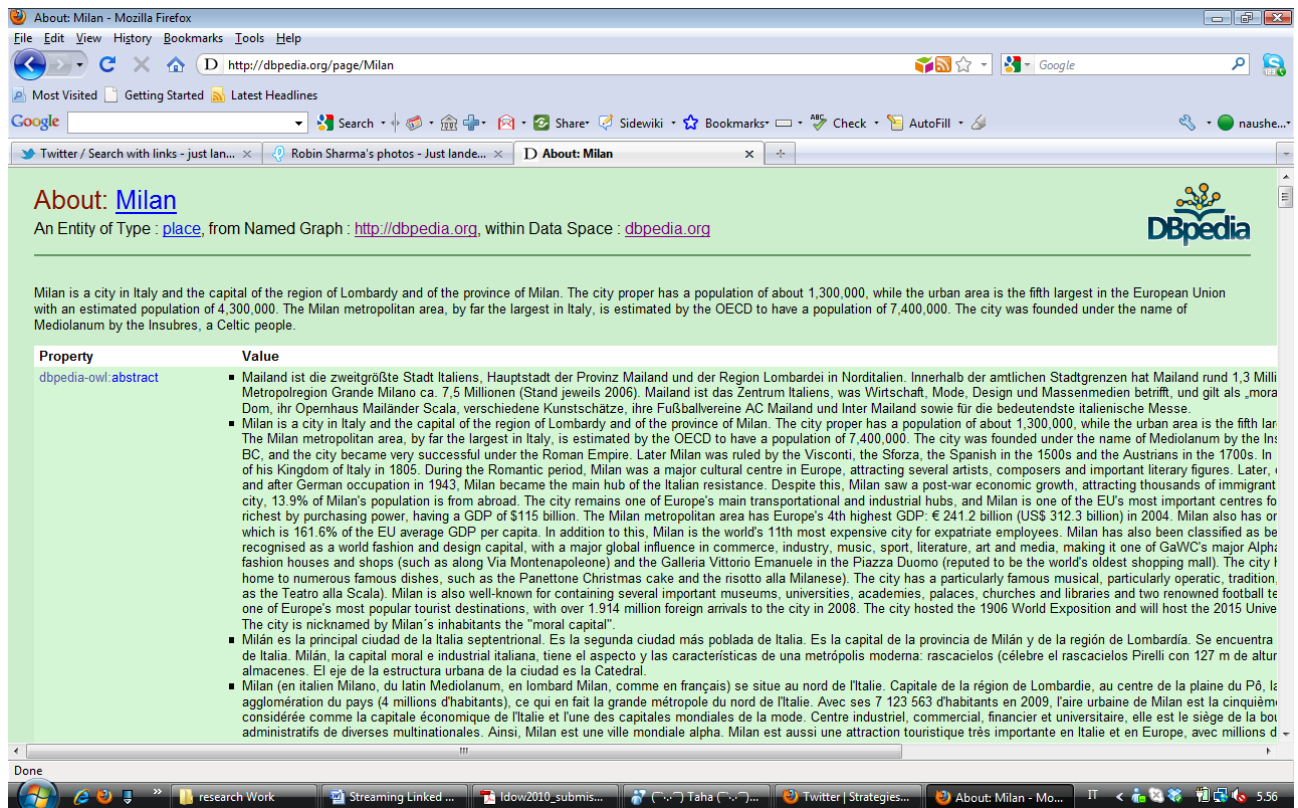 About: Milan - Mozilla Firefox
File Edit View History Bookmarks Tools Help
D http://dbpedia.org/page/Milan Google
Most Visited Getting Started Latest Headlines
Google Search Share Sidewiki Bookmarks Check AutoFill naushe...
Twitter / Search with links - just lan... Robin Sharma's photos - Just lande... D About: Milan
About: Milan
An Entity of Type : place, from Named Graph : http://dbpedia.org, within Data Space : dbpedia.org
DBpedia
Milan is a city in Italy and the capital of the region of Lombardy and of the province of Milan. The city proper has a population of about 1,300,000, while the urban area is the fifth largest in the European Union
with an estimated population of 4,300,000. The Milan metropolitan area, by far the largest in Italy, is estimated by the OECD to have a population of 7,400,000. The city was founded under the name of
Mediolanum by the Insubres, a Celtic people.
Property Value
dbpedia-owl:abstract ▪ Mailand ist die zweitgrößte Stadt Italiens, Hauptstadt der Provinz Mailand und der Region Lombardei in Norditalien. Innerhalb der amtlichen Stadtgrenzen hat Mailand rund 1,3 Milli
Metropolregion Grande Milano ca. 7,5 Millionen (Stand jeweils 2006). Mailand ist das Zentrum Italiens, was Wirtschaft, Mode, Design und Massenmedien betrifft, und gilt als „mora
Dom, ihr Opernhaus Mailänder Scala, verschiedene Kunstschätze, ihre Fußballvereine AC Mailand und Inter Mailand sowie für die bedeutendste italienische Messe.
▪ Milan is a city in Italy and the capital of the region of Lombardy and of the province of Milan. The city proper has a population of about 1,300,000, while the urban area is the fifth lar
The Milan metropolitan area, by far the largest in Italy, is estimated by the OECD to have a population of 7,400,000. The city was founded under the name of Mediolanum by the Ins
BC, and the city became very successful under the Roman Empire. Later Milan was ruled by the Visconti, the Sforza, the Spanish in the 1500s and the Austrians in the 1700s. In
of his Kingdom of Italy in 1805. During the Romantic period, Milan was a major cultural centre in Europe, attracting several artists, composers and important literary figures. Later,
and after German occupation in 1943, Milan became the main hub of the Italian resistance. Despite this, Milan saw a post-war economic growth, attracting thousands of immigrant
city, 13.9% of Milan's population is from abroad. The city remains one of Europe's main transportational and industrial hubs, and Milan is one of the EU's most important centres fo
richest by purchasing power, having a GDP of $115 billion. The Milan metropolitan area has Europe's 4th highest GDP: € 241.2 billion (US$ 312.3 billion) in 2004. Milan also has or
which is 161.6% of the EU average GDP per capita. In addition to this, Milan is the world's 11th most expensive city for expatriate employees. Milan has also been classified as be
recognised as a world fashion and design capital, with a major global influence in commerce, industry, music, sport, literature, art and media, making it one of GaWC's major Alpha
fashion houses and shops (such as along Via Montenapoleone) and the Galleria Vittorio Emanuele in the Piazza Duomo (reputed to be the world's oldest shopping mall). The city
home to numerous famous dishes, such as the Panettone Christmas cake and the risotto alla Milanese). The city has a particularly famous musical, particularly operatic, tradition,
as the Teatro alla Scala). Milan is also well-known for containing several important museums, universities, academies, palaces, churches and libraries and two renowned football te
one of Europe's most popular tourist destinations, with over 1.914 million foreign arrivals to the city in 2008. The city hosted the 1906 World Exposition and will host the 2015 Unive
The city is nicknamed by Milan´s inhabitants the "moral capital".
▪ Milán es la principal ciudad de la Italia septentrional. Es la segunda ciudad más poblada de Italia. Es la capital de la provincia de Milán y de la región de Lombardía. Se encuentra
de Italia. Milán, la capital moral e industrial italiana, tiene el aspecto y las características de una metrópolis moderna: rascacielos (célebre el rascacielos Pirelli con 127 m de altur
almacenes. El eje de la estructura urbana de la ciudad es la Catedral.
▪ Milan (en italien Milano, du latin Mediolanum, en lombard Milan, comme en français) se situe au nord de l'Italie. Capitale de la région de Lombardie, au centre de la plaine du Pô, la
agglomération du pays (4 millions d'habitants), ce qui en fait la grande métropole du nord de l'Italie. Avec ses 7 123 563 d'habitants en 2009, l'aire urbaine de Milan est la cinquièm
considérée comme la capitale économique de l'Italie et l'une des capitales mondiales de la mode. Centre industriel, commercial, financier et universitaire, elle est le siège de la bou
administratifs de diverses multinationales. Ainsi, Milan est une ville mondiale alpha. Milan est aussi une attraction touristique très importante en Italie et en Europe, avec millions d
Done
research Work Streaming Linked ... ldow2010_submis... (⌒.⌒) Taha (⌒.⌒)... Twitter | Strategies... About: Milan - Mo... IT 5.56